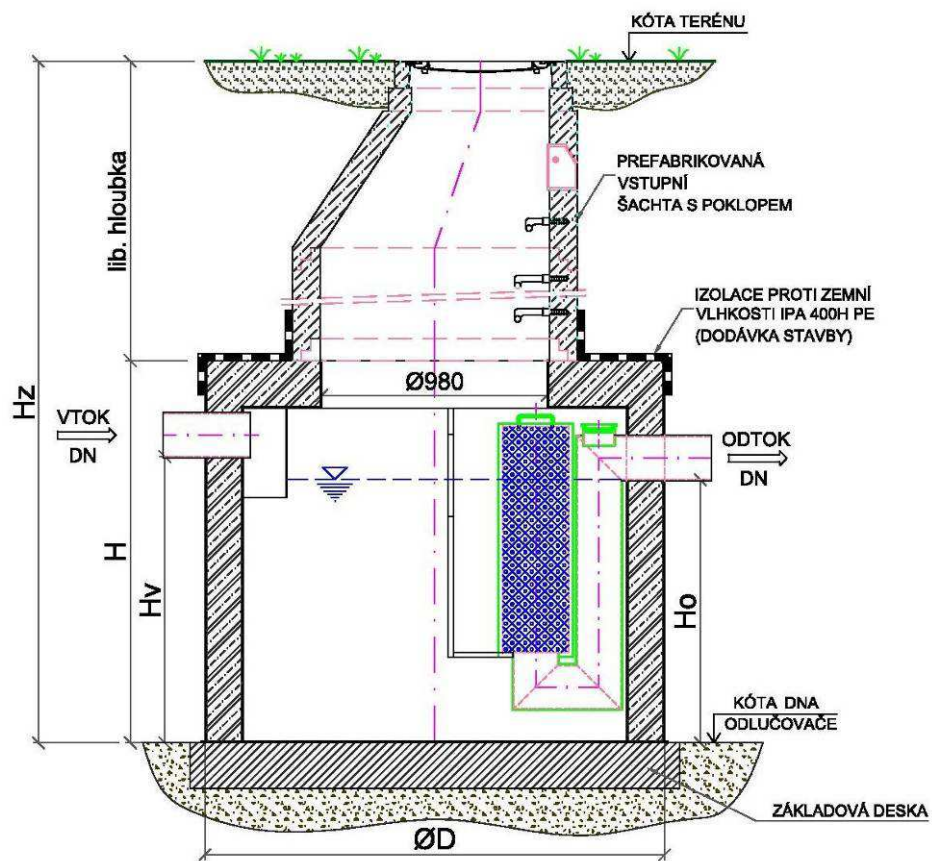 KÓTA TERÉNU
PREFABRIKOVANÁ
VSTUPNÍ
ŠACHTA S POKLOPEM
lib. hloubka
IZOLACE PROTI ZEMNÍ
VLHKOSTI IPA 400H PE
(DODÁVKA STAVBY)
Ø980
Hz
VTOK
DN
ODTOK
DN
H
Hv
Ho
KÓTA DNA
ODLUČOVAČE
ZÁKLADOVÁ DESKA
ØD